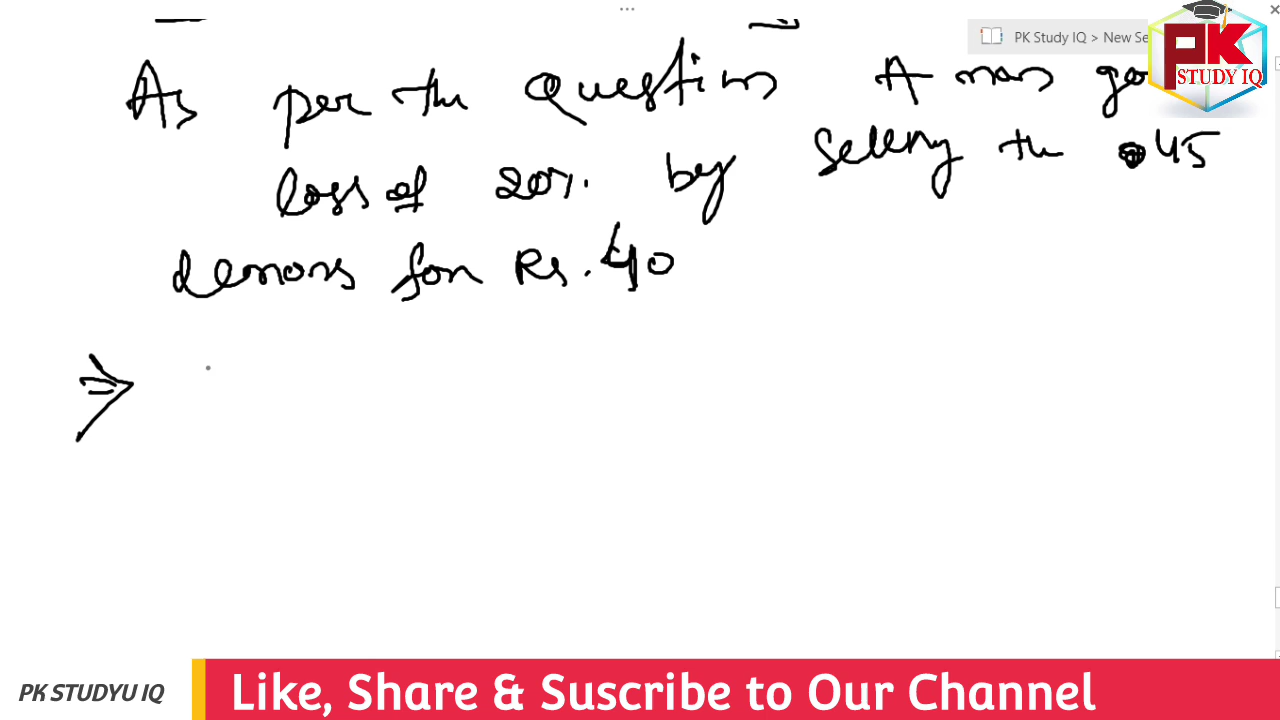 PK Study IQ > New Se
PK
STUDY IQ
As per the question A man go
loss of 20% by selling the 45
lemons for Rs. 40
⇒
PK STUDYU IQ
Like, Share & Suscribe to Our Channel